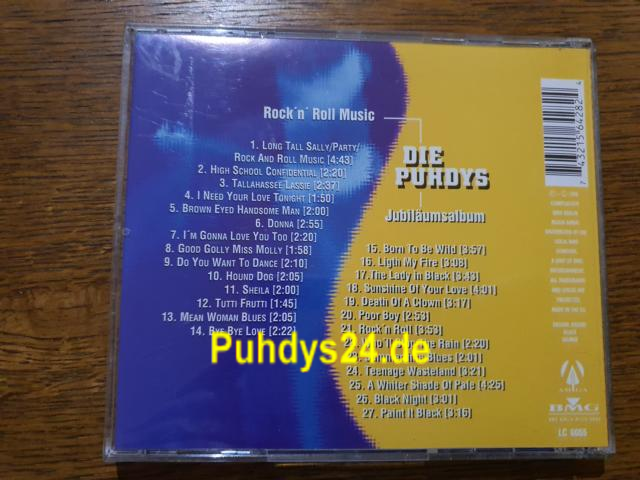 Rock'n' Roll Music
1. Long Tall Sally/Party/
Rock And Roll Music [4:43]
2. High School Confidential [2:20]
3. Tallahassee Lassie [2:37]
4. I Need Your Love Tonight [1:50]
5. Brown Eyed Handsome Man [2:00]
6. Donna [2:55]
7. I´m Gonna Love You Too [2:20]
8. Good Golly Miss Molly [1:58]
9. Do You Want To Dance [2:10]
10. Hound Dog [2:05]
11. Sheila [2:00]
12. Tutti Frutti [1:45]
13. Mean Woman Blues [2:05]
14. Bye Bye Love [2:22]
DIE
PUHDYS
Jubiläumsalbum
15. Born To Be Wild [3:57]
16. Ligth My Fire [3:08]
17. The Lady in Black [3:43]
18. Sunshine Of Your Love [4:01]
19. Death Of A Clown [3:17]
20. Poor Boy [2:53]
21. Rock'n Roll [3:53]
The Rain [2:20]
Blues [2:01]
24. Teenage Wasteland [3:21]
25. A Whiter Shade Of Pale [4:25]
26. Black Night [3:01]
27. Paint It Black [3:16]
Puhdys24.de
7 43215 64282 4
AMIGA
BMG
LC 6055